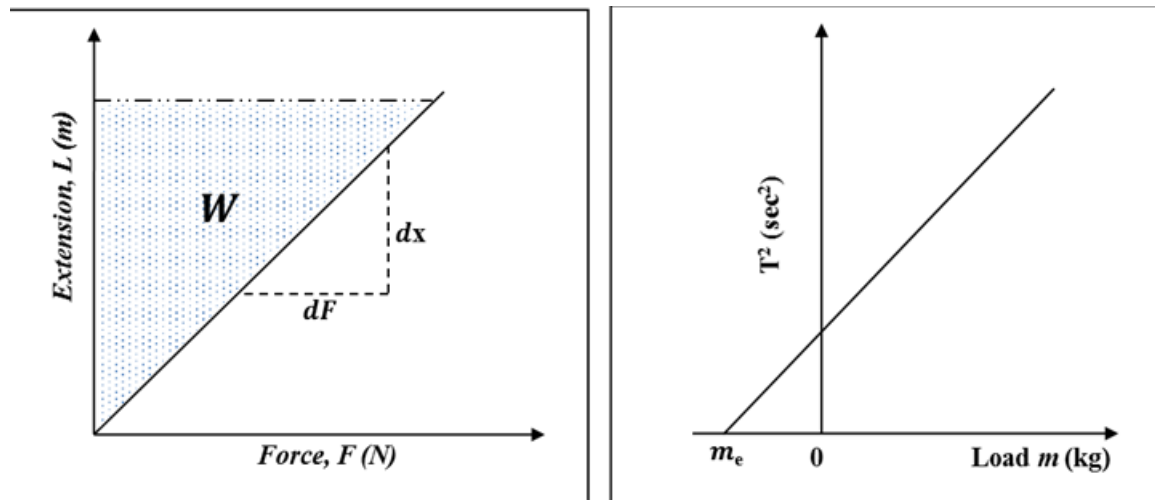 Extension, L (m)
W
dx
dF
Force, F (N)
T² (sec²)
mₑ
0
Load m (kg)